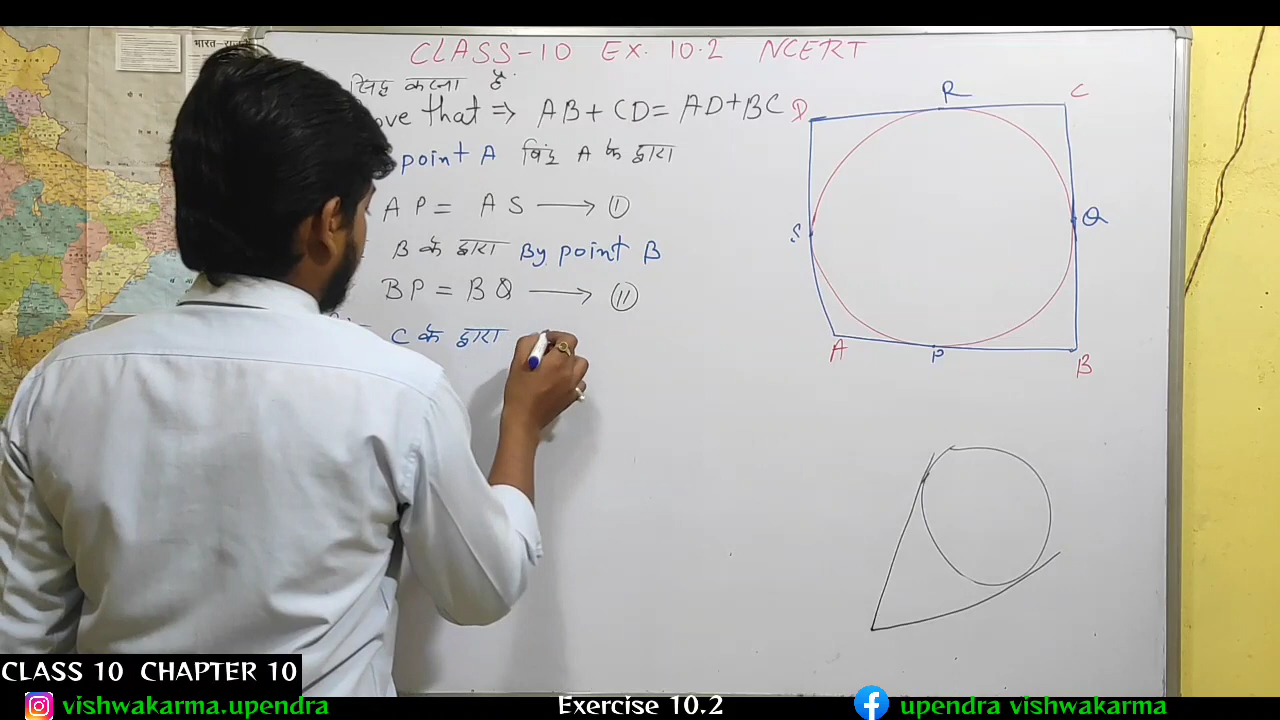 भारत-रा
CLASS-10 EX. 10.2 NCERT
सिद्ध करना है
ove that ⇒ AB + CD = AD + BC
point A बिंदु A के द्वारा
AP = AS → I
B के द्वारा By point B
BP = BQ → II
C के द्वारा
D R C
S Q
A P B
CLASS 10 CHAPTER 10
vishwakarma.upendra
Exercise 10.2
upendra vishwakarma